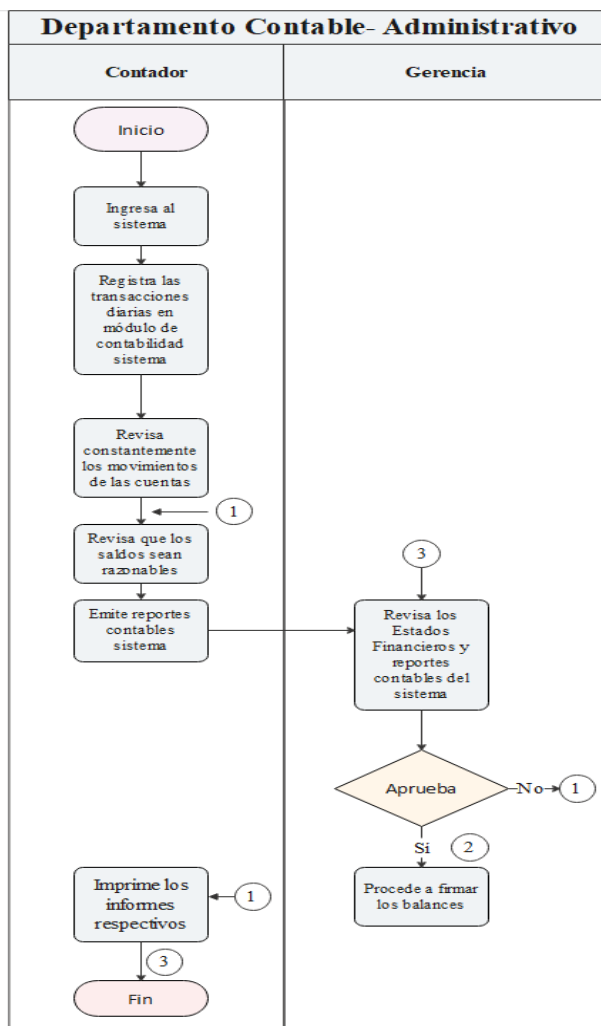 Departamento Contable- Administrativo
Contador
Gerencia
Inicio
Ingresa al
sistema
Registra las
transacciones
diarias en
módulo de
contabilidad
sistema
Revisa
constantemente
los movimientos
de las cuentas
1
Revisa que los
saldos sean
razonables
Emite reportes
contables
sistema
3
Revisa los
Estados
Financieros y
reportes
contables del
sistema
Aprueba
No
1
Si
2
Procede a firmar
los balances
Imprime los
informes
respectivos
1
3
Fin